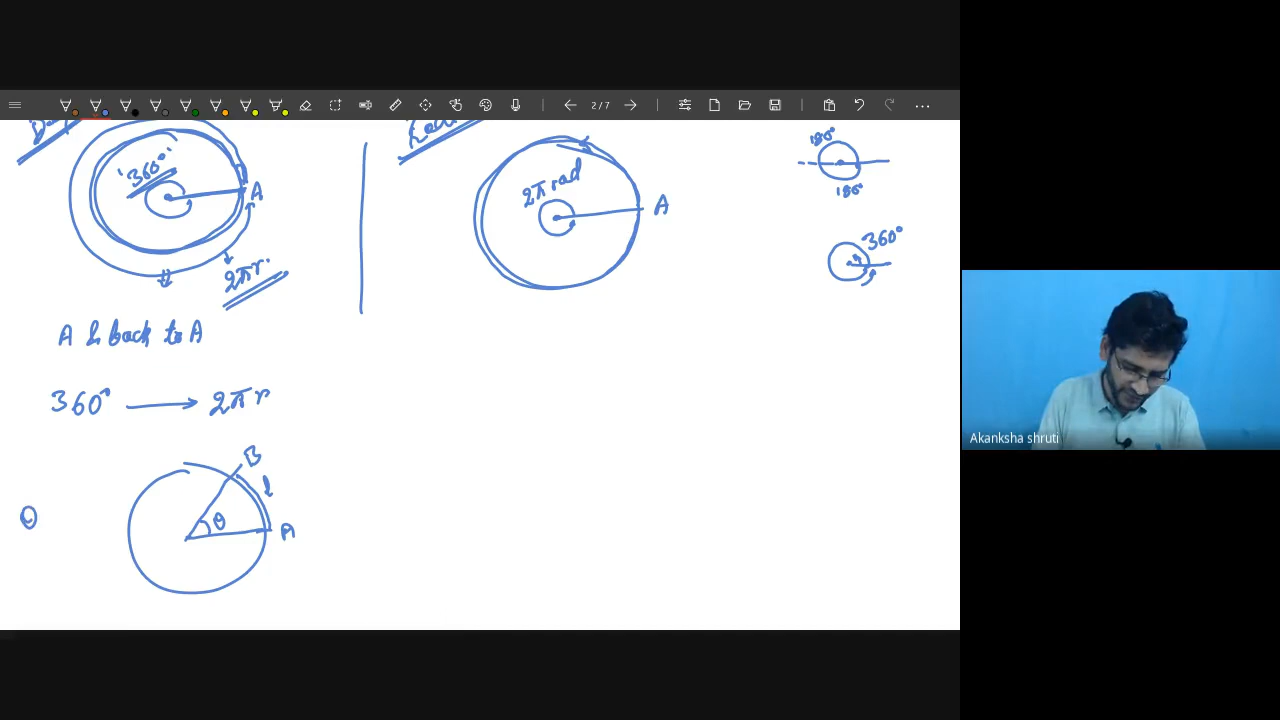 2/7
360°
A
2πr.
A & back to A
360° → 2πr
B
l
θ
A
θ
2π rad
A
180°
180°
360°
Akanksha shruti